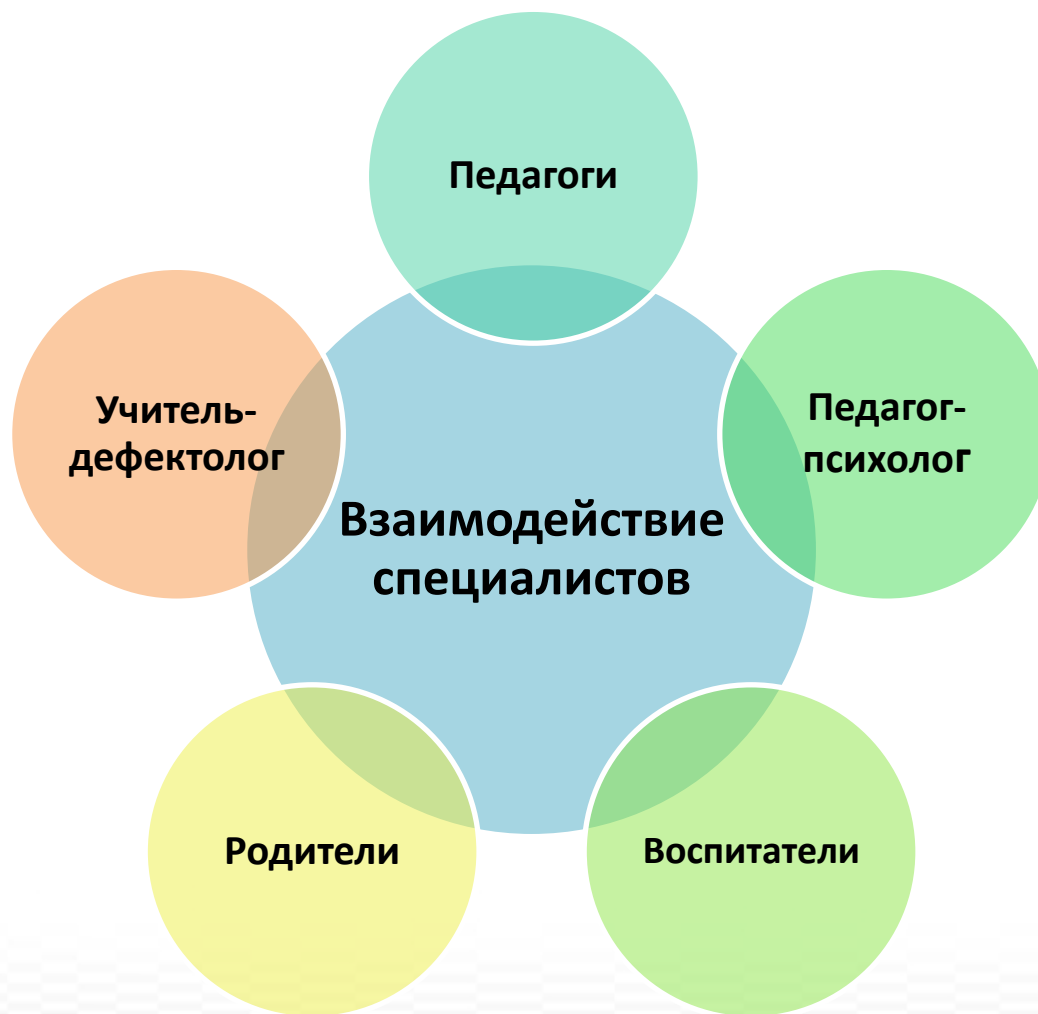 Педагоги
Учитель-
дефектолог
Педагог-
психолог
Взаимодействие
специалистов
Родители
Воспитатели